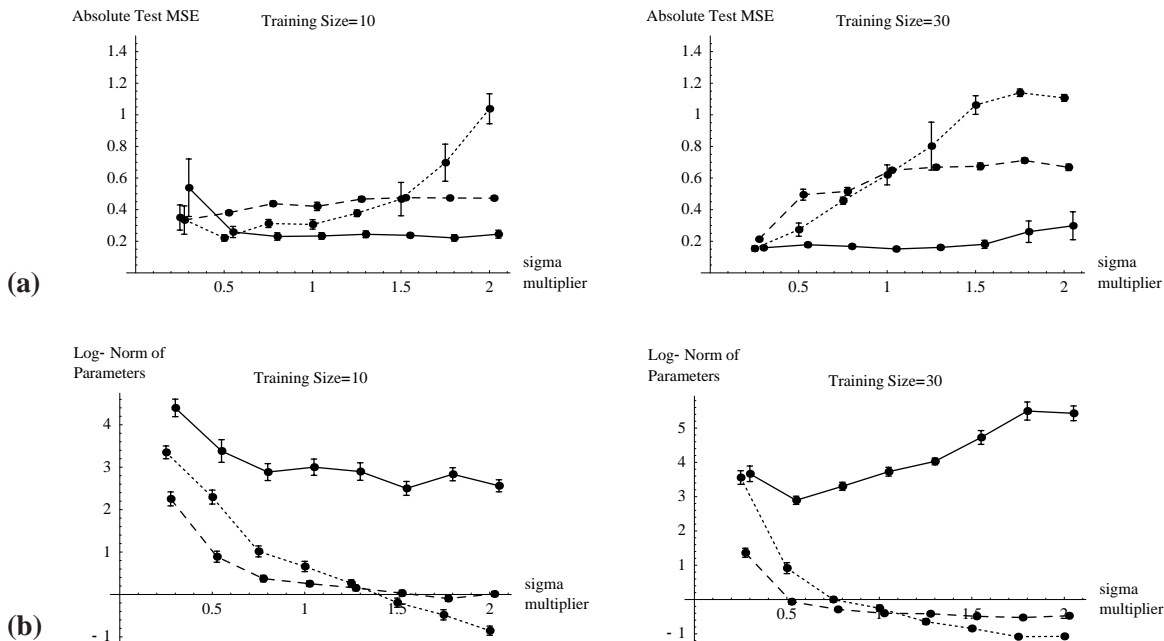 Absolute Test MSE
Training Size=10
1.4
1.2
1
0.8
0.6
0.4
0.2
0.5
1
1.5
2
sigma
multiplier
Absolute Test MSE
Training Size=30
1.4
1.2
1
0.8
0.6
0.4
0.2
0.5
1
1.5
2
sigma
multiplier
(a)
Log- Norm of
Parameters
Training Size=10
4
3
2
1
- 1
0.5
1
1.5
2
sigma
multiplier
Log- Norm of
Parameters
Training Size=30
5
4
3
2
1
- 1
0.5
1
1.5
2
sigma
multiplier
(b)